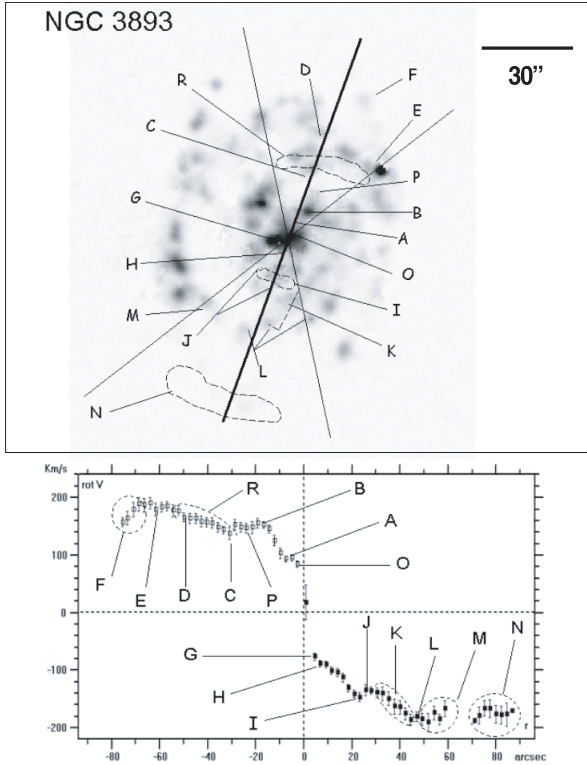 NGC 3893
30”
D
F
R
E
C
P
G
B
A
H
O
I
M
J
K
L
N
Km/s
rot V
200
100
0
-100
-200
R
B
A
O
F
E
D
C
P
G
H
I
J
K
L
M
N
r
-80
-60
-40
-20
0
20
40
60
80
arcsec